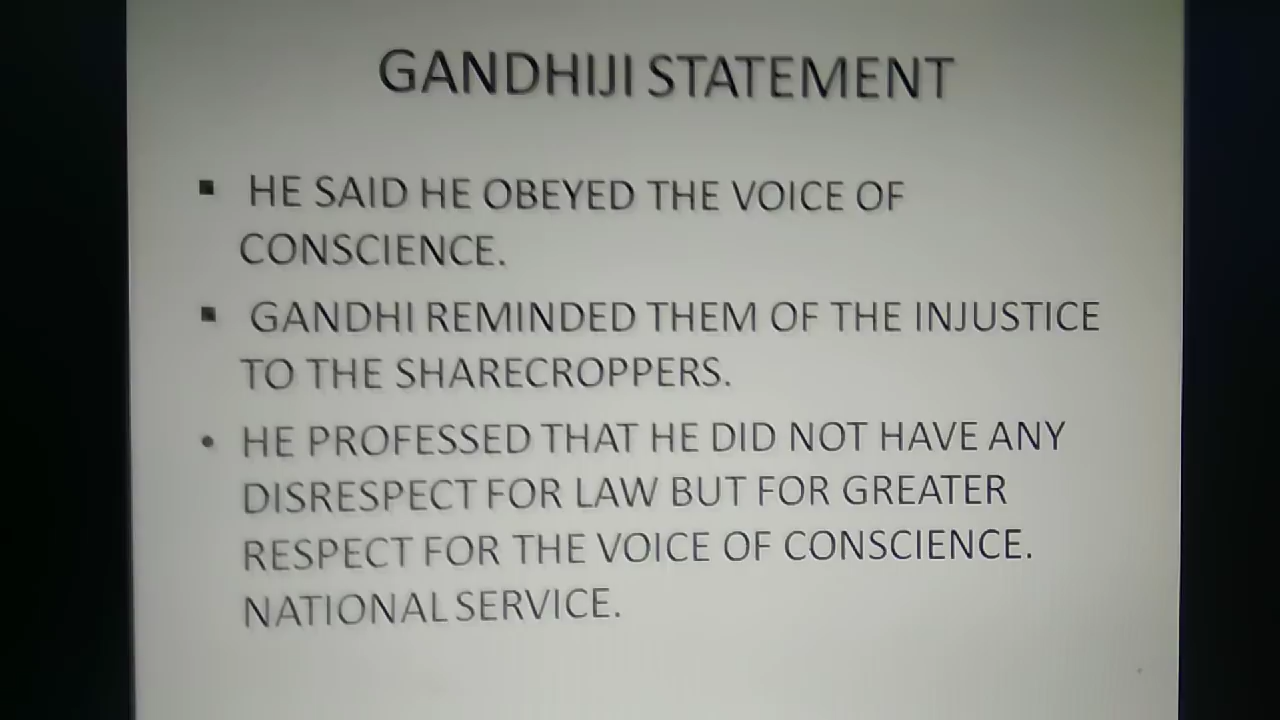 GANDHIJI STATEMENT
▪ HE SAID HE OBEYED THE VOICE OF
CONSCIENCE.
▪ GANDHI REMINDED THEM OF THE INJUSTICE
TO THE SHARECROPPERS.
• HE PROFESSED THAT HE DID NOT HAVE ANY
DISRESPECT FOR LAW BUT FOR GREATER
RESPECT FOR THE VOICE OF CONSCIENCE.
NATIONAL SERVICE.